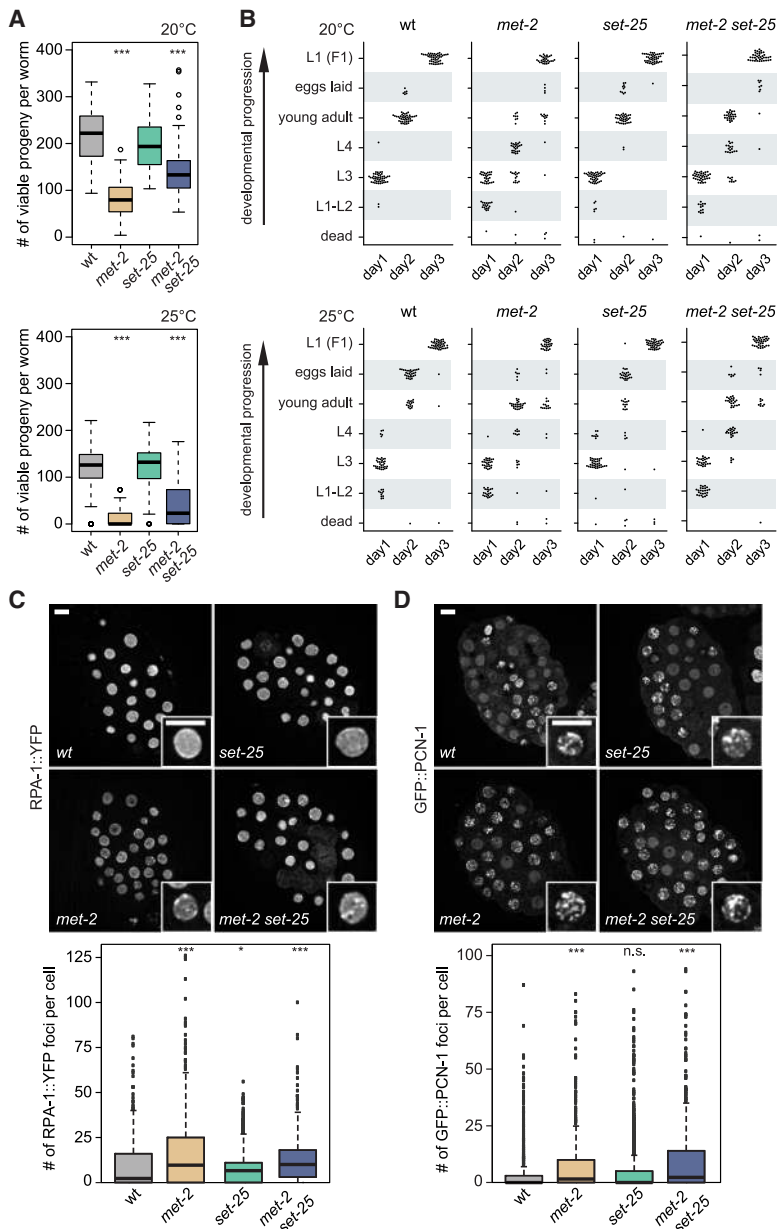 A
20°C
# of viable progeny per worm
400
300
200
100
0
***
***
wt
met-2
set-25
met-2
set-25
25°C
# of viable progeny per worm
400
300
200
100
0
***
***
wt
met-2
set-25
met-2
set-25
B
20°C
wt
met-2
set-25
met-2 set-25
developmental progression
L1 (F1)
eggs laid
young adult
L4
L3
L1-L2
dead
day1
day2
day3
day1
day2
day3
day1
day2
day3
day1
day2
day3
25°C
wt
met-2
set-25
met-2 set-25
developmental progression
L1 (F1)
eggs laid
young adult
L4
L3
L1-L2
dead
day1
day2
day3
day1
day2
day3
day1
day2
day3
day1
day2
day3
C
RPA-1::YFP
wt
set-25
met-2
met-2 set-25
# of RPA-1::YFP foci per cell
125
100
75
50
25
0
***
*
***
wt
met-2
set-25
met-2
set-25
D
GFP::PCN-1
wt
set-25
met-2
met-2 set-25
# of GFP::PCN-1 foci per cell
100
75
50
25
0
***
n.s.
***
wt
met-2
set-25
met-2
set-25